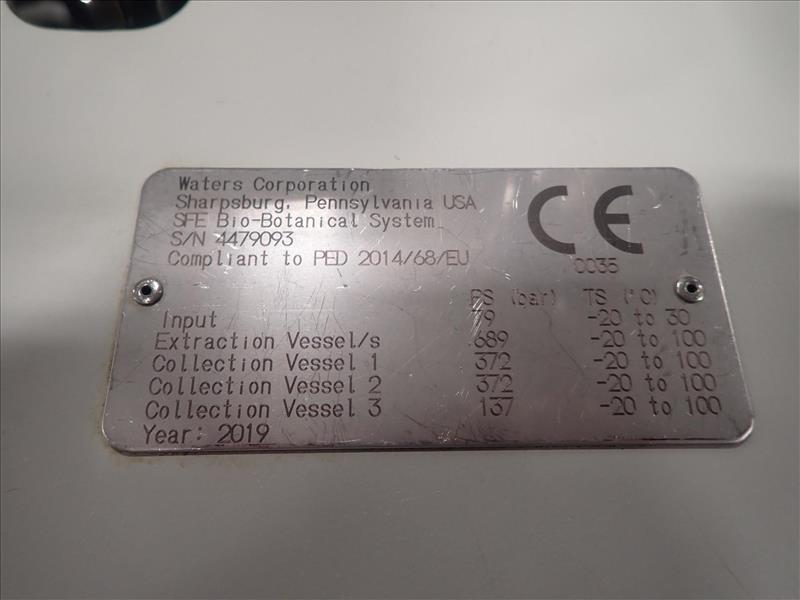 Waters Corporation
Sharpsburg, Pennsylvania USA
SFE Bio-Botanical System
S/N 4479093
Compliant to PED 2014/68/EU
CE
0035
PS (bar) TS (°C)
Input 79 -20 to 30
Extraction Vessel/s 689 -20 to 100
Collection Vessel 1 372 -20 to 100
Collection Vessel 2 372 -20 to 100
Collection Vessel 3 137 -20 to 100
Year: 2019